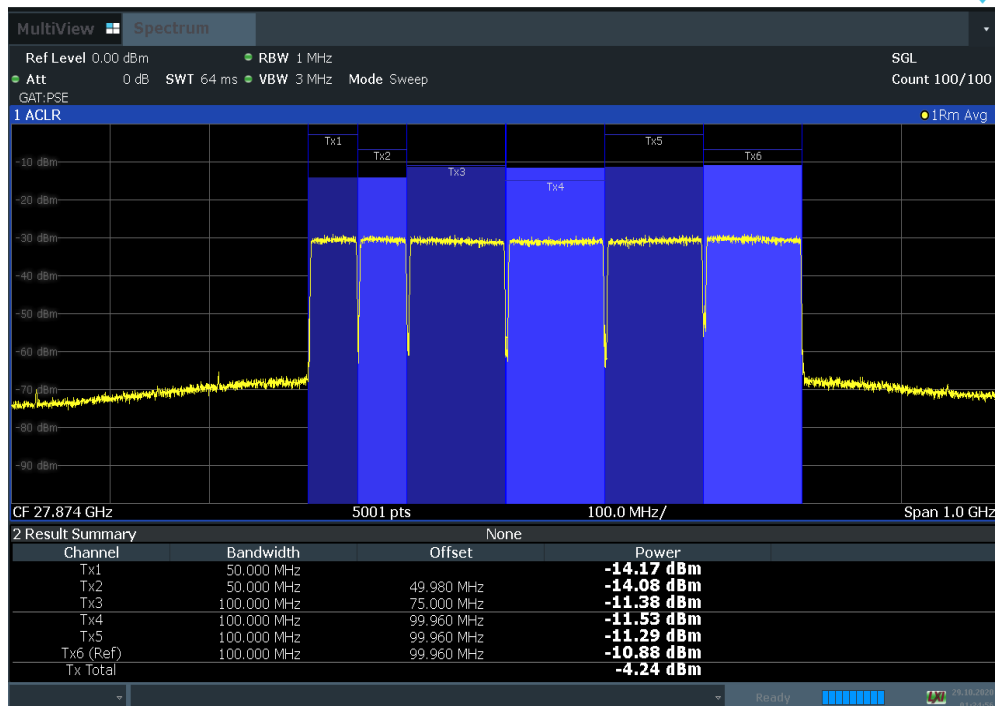 MultiView Spectrum
Ref Level 0.00 dBm RBW 1 MHz SGL
Att 0 dB SWT 64 ms VBW 3 MHz Mode Sweep Count 100/100
GAT:PSE
1 ACLR 1Rm Avg
Tx1 Tx5
Tx2 Tx6
-10 dBm
Tx3
Tx4
-20 dBm
-30 dBm
-40 dBm
-50 dBm
-60 dBm
-70 dBm
-80 dBm
-90 dBm
CF 27.874 GHz 5001 pts 100.0 MHz/ Span 1.0 GHz
2 Result Summary None
Channel Bandwidth Offset Power
Tx1 50.000 MHz -14.17 dBm
Tx2 50.000 MHz 49.980 MHz -14.08 dBm
Tx3 100.000 MHz 75.000 MHz -11.38 dBm
Tx4 100.000 MHz 99.960 MHz -11.53 dBm
Tx5 100.000 MHz 99.960 MHz -11.29 dBm
Tx6 (Ref) 100.000 MHz 99.960 MHz -10.88 dBm
Tx Total -4.24 dBm
Ready LXI 29.10.2020